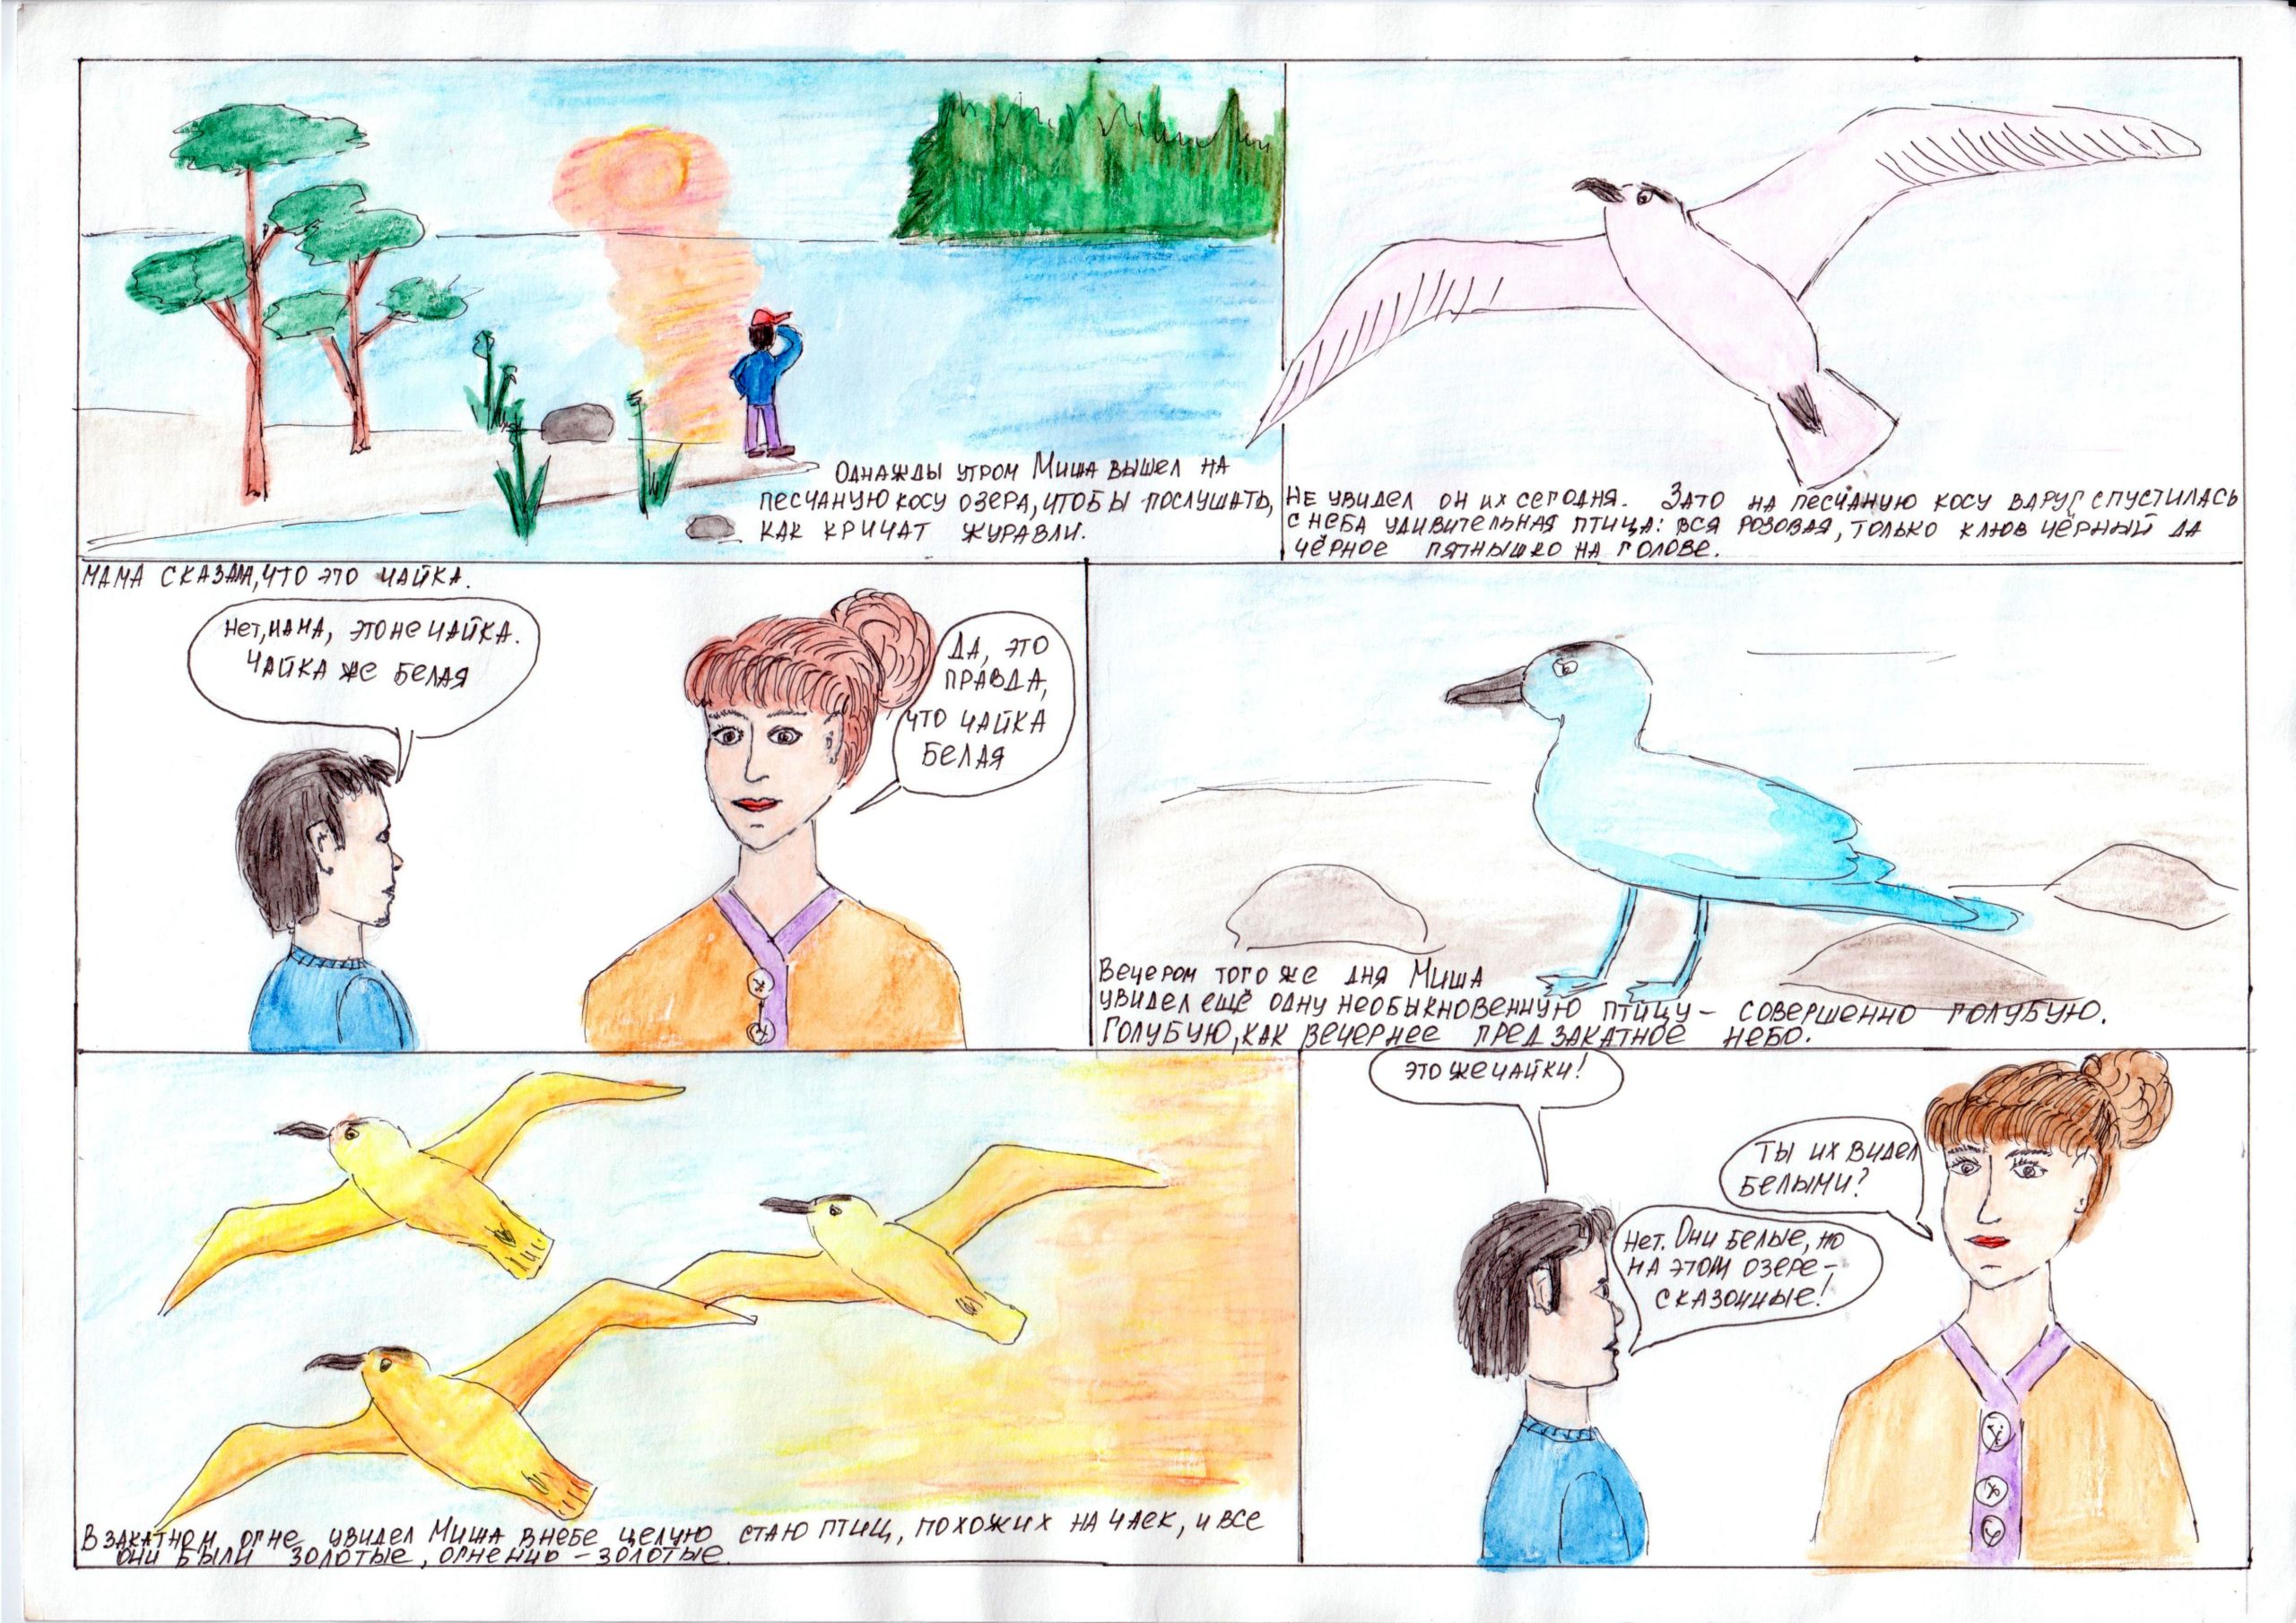 Однажды утром Миша вышел на
песчаную косу озера, чтобы послушать,
как кричат журавли.
Не увидел он их сегодня. Зато на песчаную косу вдруг спустилась
с неба удивительная птица: вся розовая, только клюв чёрный да
чёрное пятнышко на голове.
Мама сказала, что это чайка.
Нет, мама, это не чайка.
Чайка же белая
Да, это
правда,
что чайка
белая
Вечером того же дня Миша
увидел ещё одну необыкновенную птицу – совершенно голубую.
Голубую, как вечернее предзакатное небо.
В закатном огне увидел Миша в небе целую стаю птиц, похожих на чаек, и все
они были золотые, огненно-золотые.
Это же чайки!
Ты их видел
белыми?
Нет. Они белые, но
на этом озере –
сказочные!